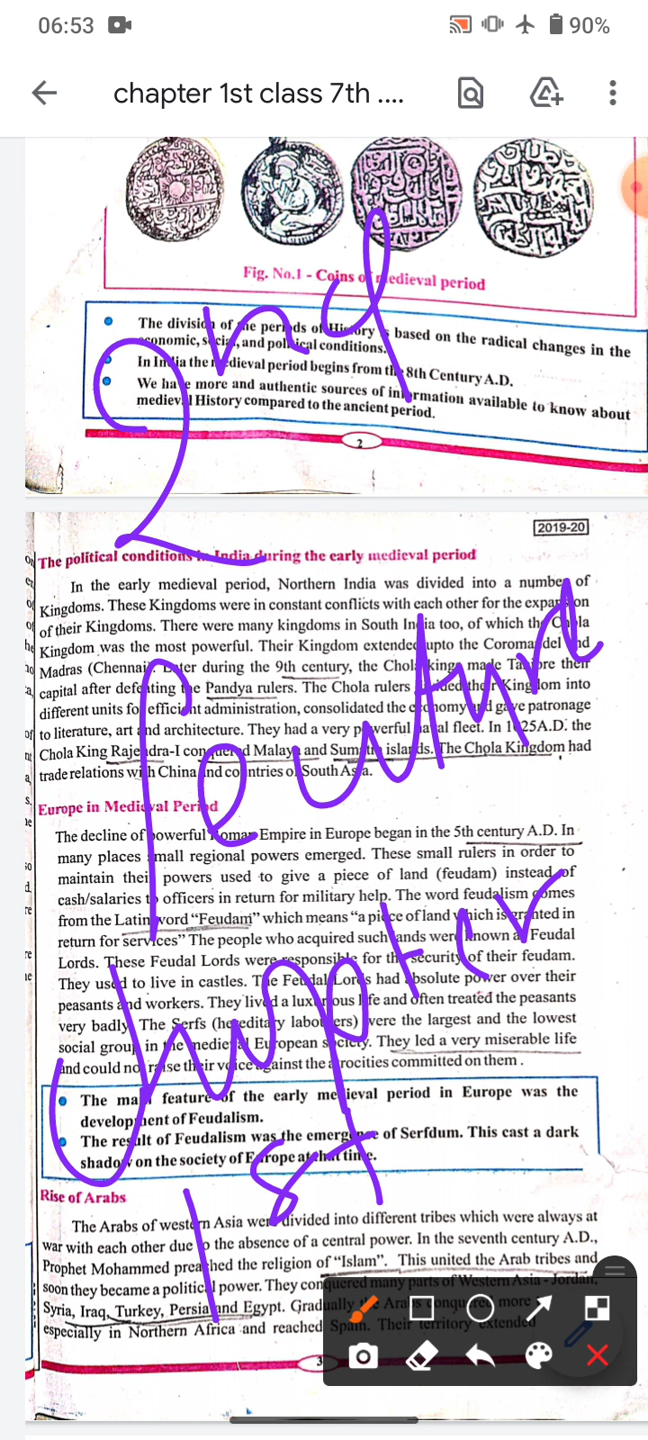 06:53
90%
chapter 1st class 7th ....
Fig. No.1 - Coins of medieval period
The division of the periods of History is based on the radical changes in the
economic, social, and political conditions.
In India the medieval period begins from the 8th Century A.D.
We have more and authentic sources of information available to know about
medieval History compared to the ancient period.
2
2nd
2019-20
The political conditions in India during the early medieval period
In the early medieval period, Northern India was divided into a number of
Kingdoms. These Kingdoms were in constant conflicts with each other for the expansion
of their Kingdoms. There were many kingdoms in South India too, of which the Chola
Kingdom was the most powerful. Their Kingdom extended upto the Coromandel and
Madras (Chennai). Later during the 9th century, the Chola kings made Tanjore their
capital after defeating the Pandya rulers. The Chola rulers divided their Kingdom into
different units for efficient administration, consolidated the economy and gave patronage
to literature, art and architecture. They had a very powerful naval fleet. In 1025A.D. the
Chola King Rajendra-I conquered Malaya and Sumatra islands. The Chola Kingdom had
trade relations with China and countries of South Asia.
Europe in Medieval Period
The decline of powerful Roman Empire in Europe began in the 5th century A.D. In
many places small regional powers emerged. These small rulers in order to
maintain their powers used to give a piece of land (feudam) instead of
cash/salaries to officers in return for military help. The word feudalism comes
from the Latin word “Feudam” which means “a piece of land which is granted in
return for services” The people who acquired such lands were known as Feudal
Lords. These Feudal Lords were responsible for the security of their feudam.
They used to live in castles. The Feudal Lords had absolute power over their
peasants and workers. They lived a luxurious life and often treated the peasants
very badly. The Serfs (hereditary labourers) were the largest and the lowest
social group in the medieval European society. They led a very miserable life
and could not raise their voice against the atrocities committed on them.
The main feature of the early medieval period in Europe was the
development of Feudalism.
The result of Feudalism was the emergence of Serfdum. This cast a dark
shadow on the society of Europe at that time.
Rise of Arabs
The Arabs of western Asia were divided into different tribes which were always at
war with each other due to the absence of a central power. In the seventh century A.D.,
Prophet Mohammed preached the religion of “Islam”. This united the Arab tribes and
soon they became a political power. They conquered many parts of Western Asia - Jordan,
Syria, Iraq, Turkey, Persia and Egypt. Gradually the Arabs conquered more
especially in Northern Africa and reached Spain. Their territory extended
3
1st